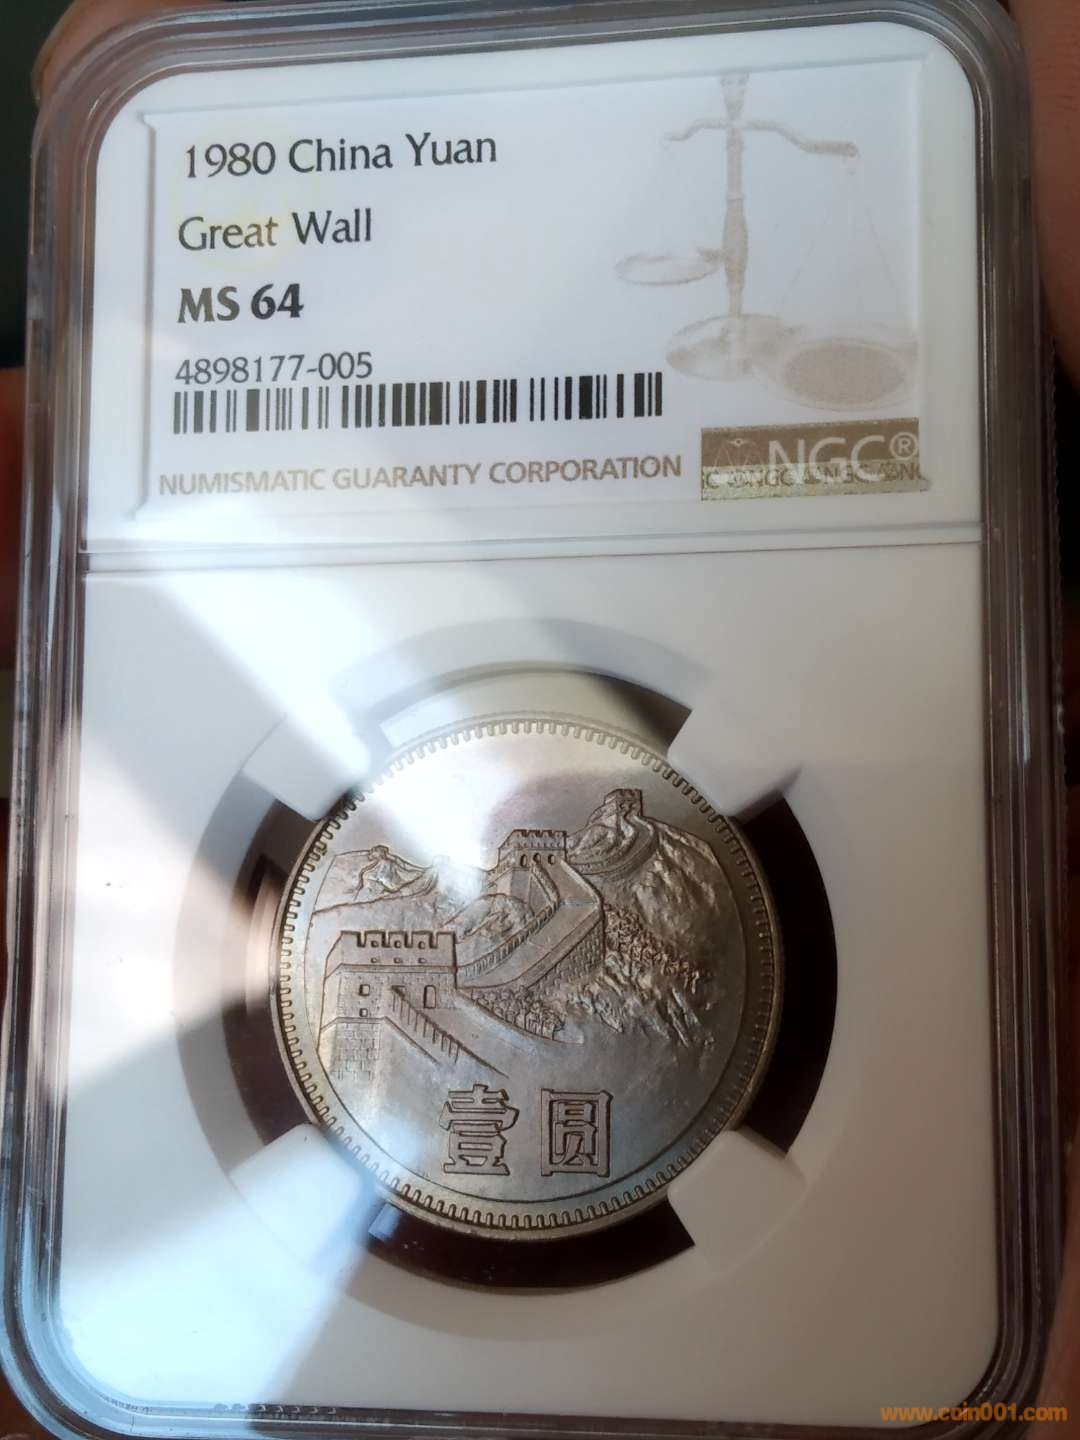 1980 China Yuan
Great Wall
MS 64
4898177-005
NUMISMATIC GUARANTY CORPORATION
NGC®
壹圆
www.coin001.com